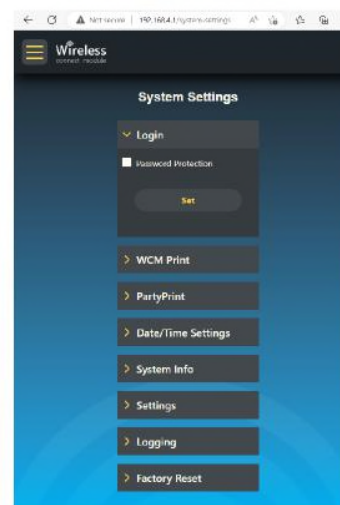 Not secure | 192.168.4.1/system-settings
Wireless
connect module
System Settings
Login
Password Protection
Set
WCM Print
PartyPrint
Date/Time Settings
System Info
Settings
Logging
Factory Reset